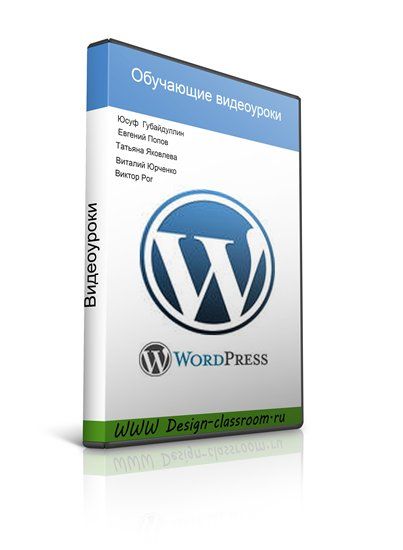 Обучающие видеоуроки
Юсуф Губайдуллин
Евгений Попов
Татьяна Яковлева
Виталий Юрченко
Виктор Рог
Видеоуроки
W
W WORDPRESS
WWW Design-classroom.ru